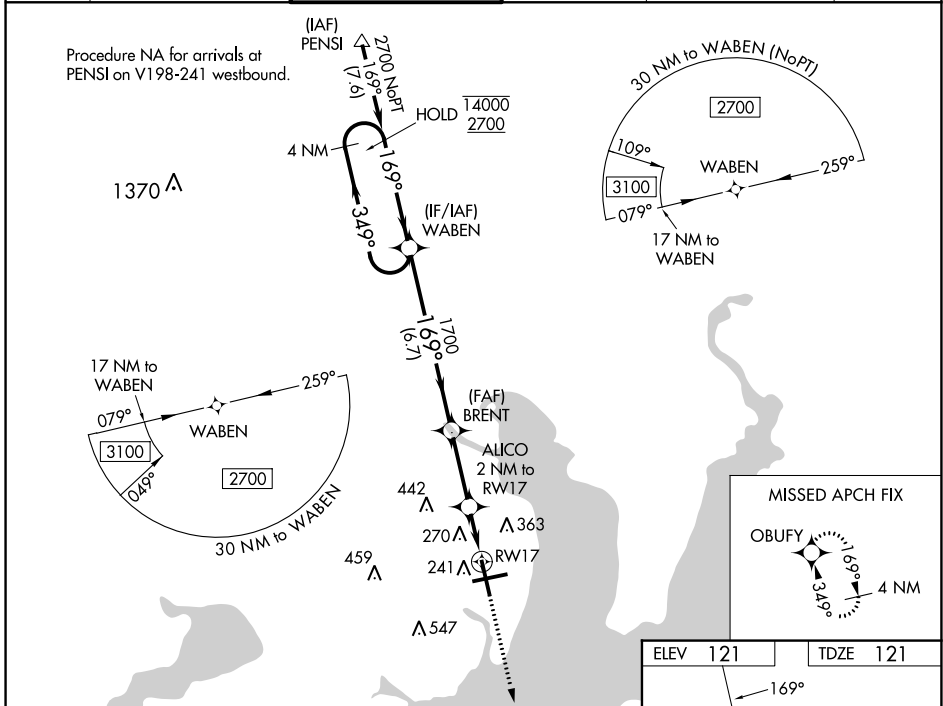 Procedure NA for arrivals at
PENSI on V198-241 westbound.
(IAF)
PENSI
2700 NoPT
169°
(7.6)
HOLD
14000
2700
4 NM
169°
349°
(IF/IAF)
WABEN
1370
30 NM to WABEN (NoPT)
2700
109°
3100
079°
WABEN
259°
17 NM to
WABEN
1700
169°
(6.7)
17 NM to
WABEN
079°
259°
WABEN
3100
049°
2700
30 NM to WABEN
(FAF)
BRENT
ALICO
2 NM to
RW17
442
270
363
459
241
RW17
547
MISSED APCH FIX
OBUFY
169°
349°
4 NM
ELEV 121
TDZE 121
169°